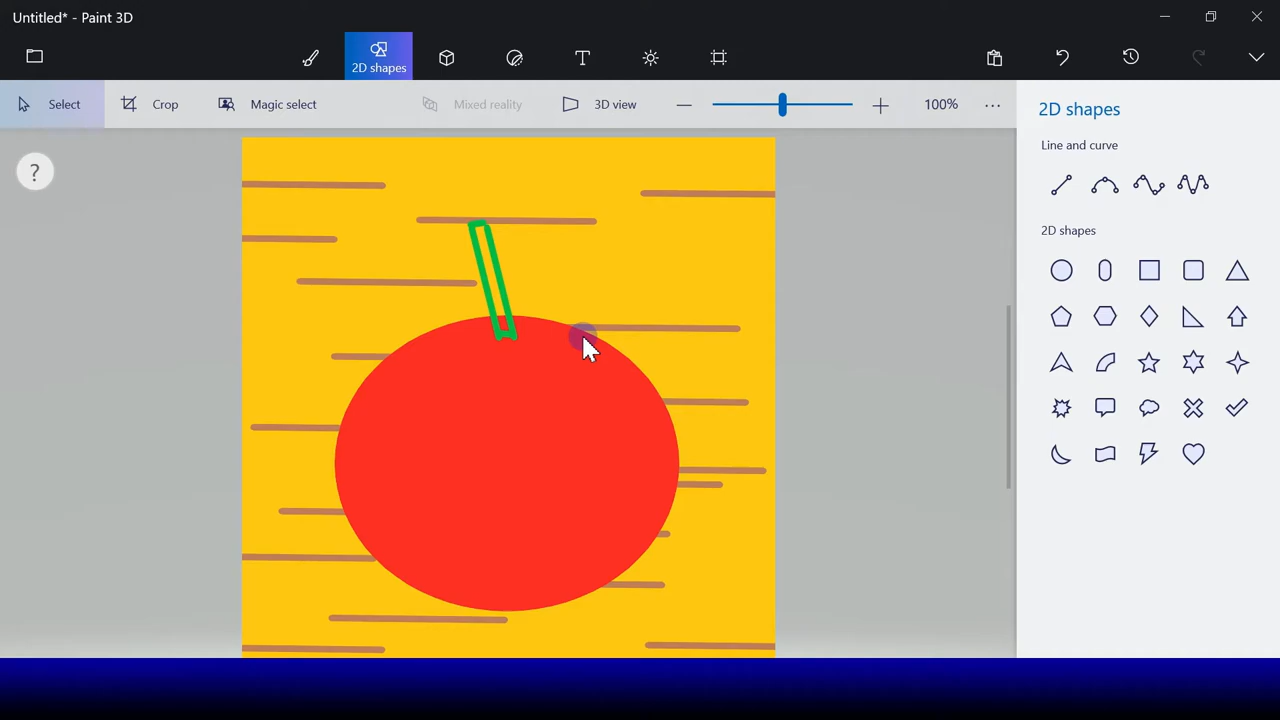 Untitled* - Paint 3D
2D shapes
Select
Crop
Magic select
Mixed reality
3D view
100%
?
2D shapes
Line and curve
2D shapes